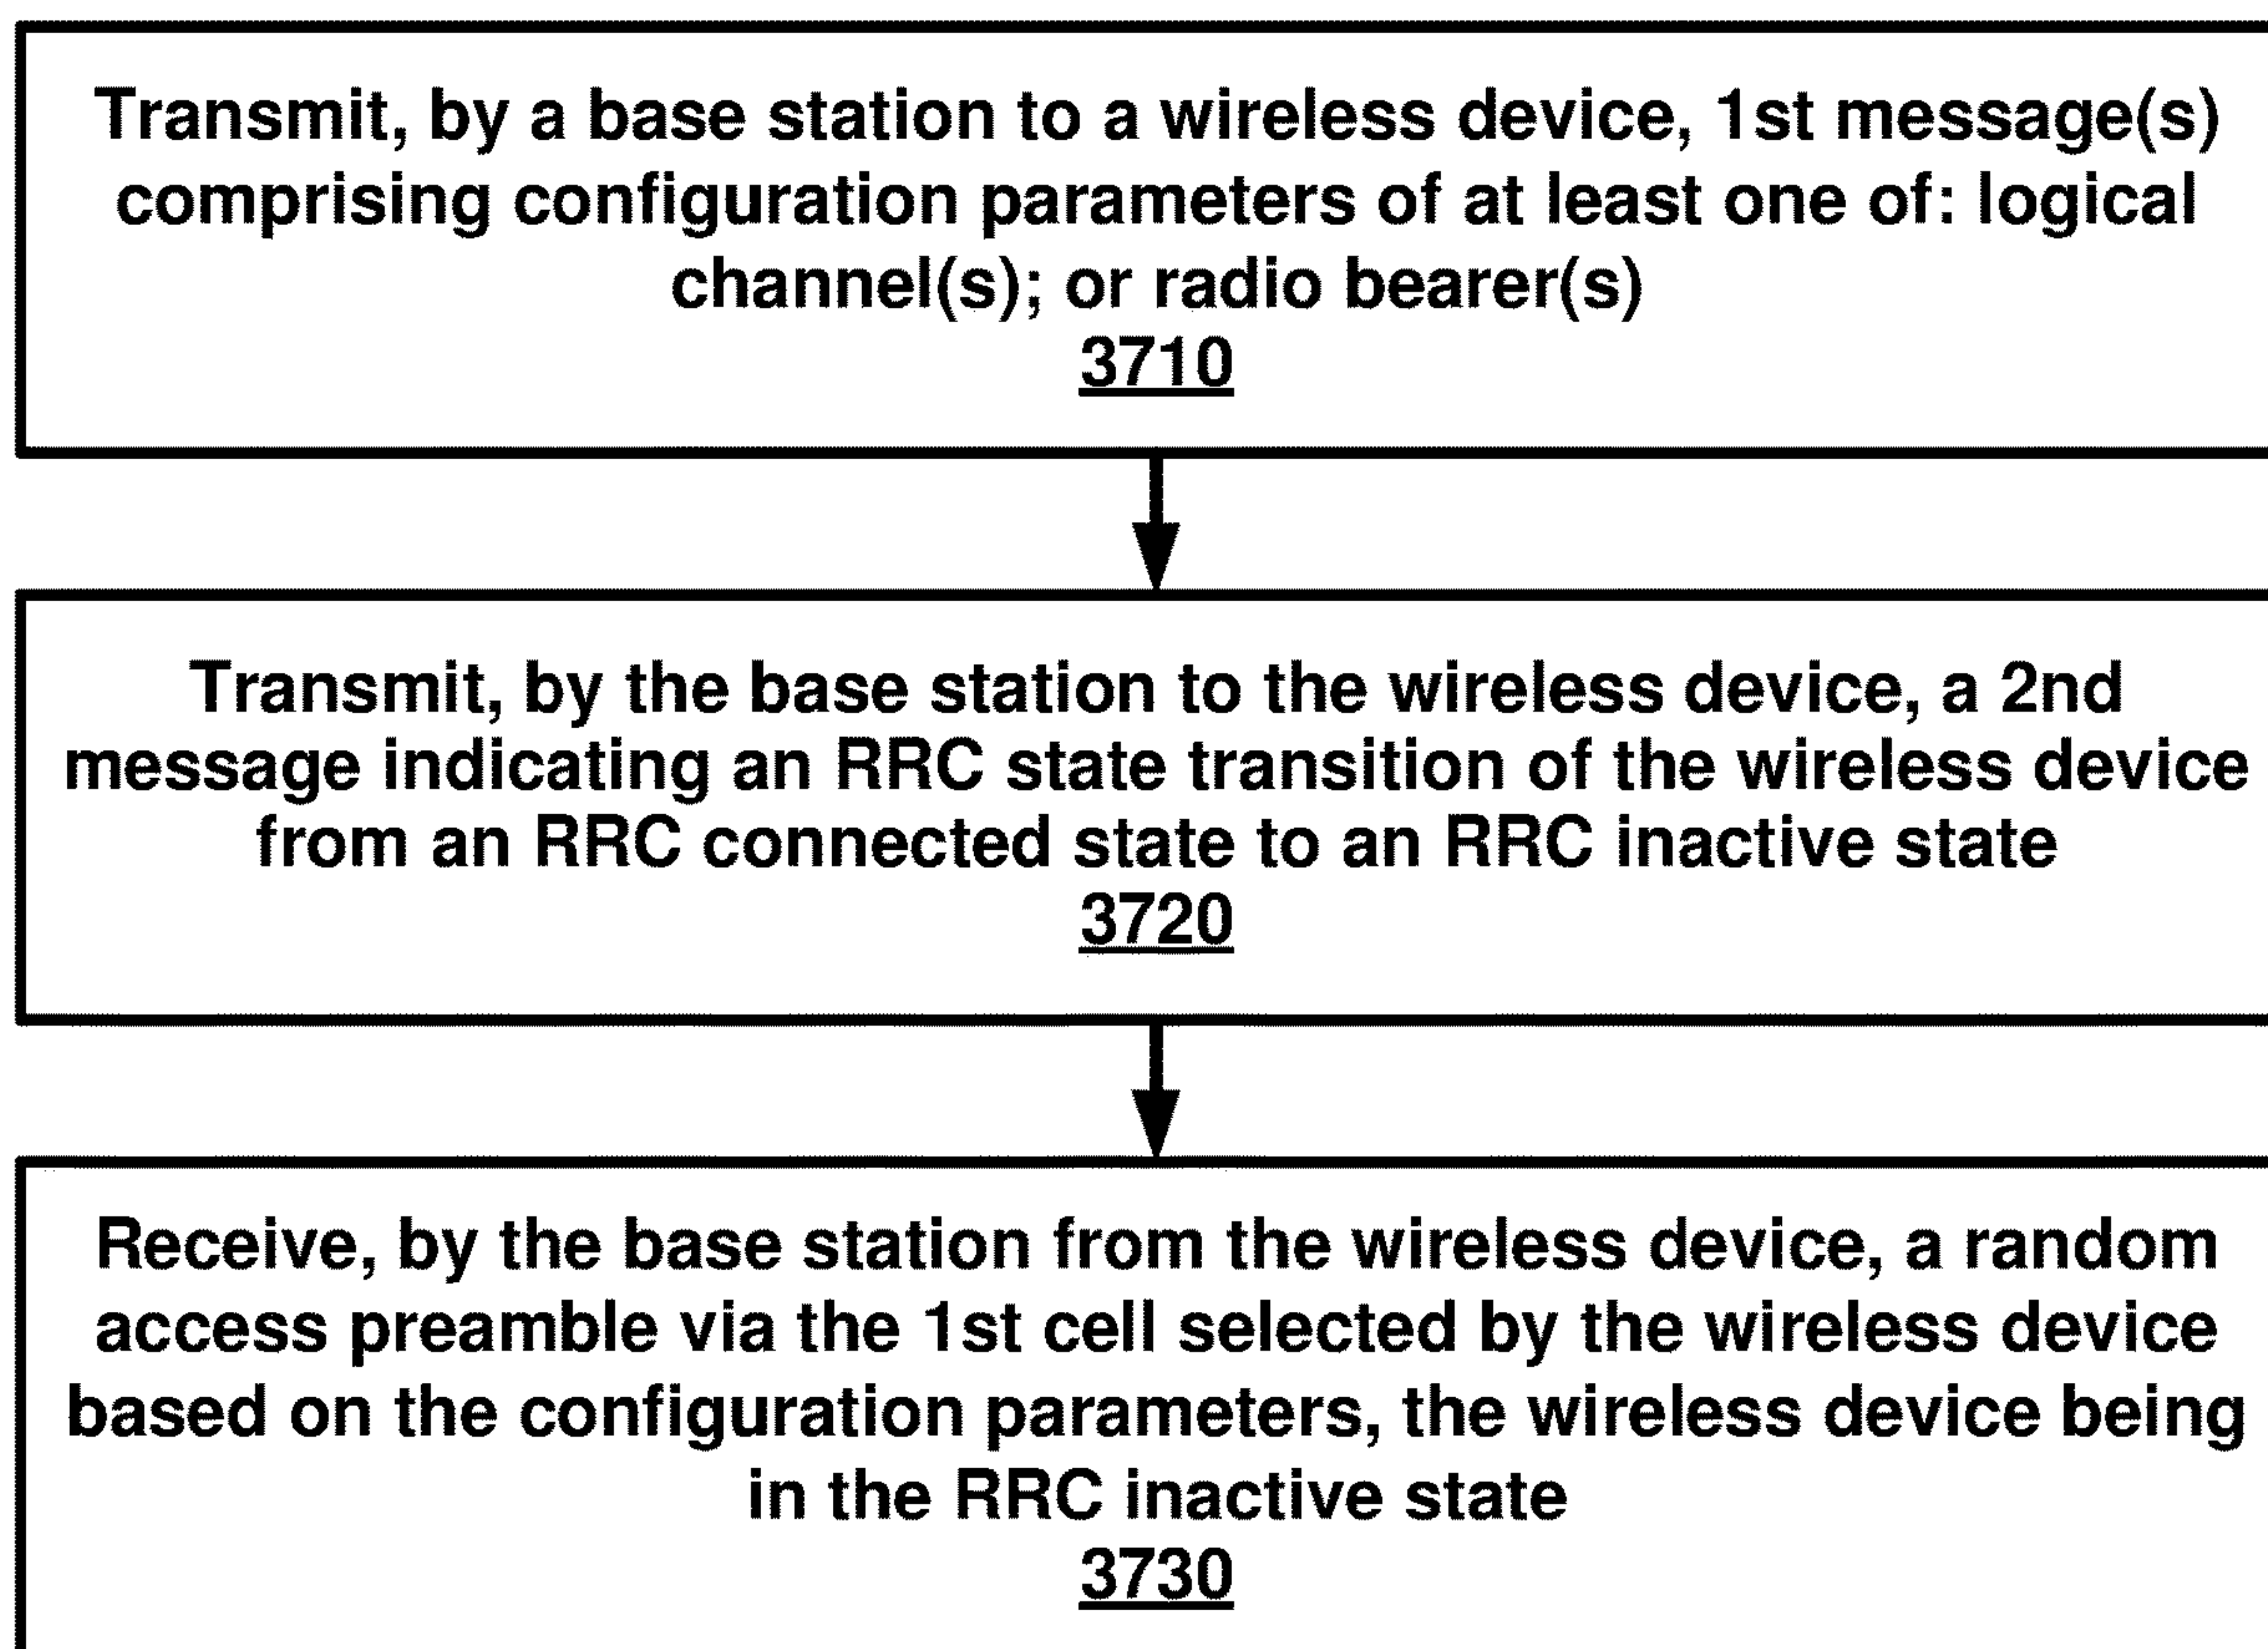 Transmit, by a base station to a wireless device, 1st message(s)
comprising configuration parameters of at least one of: logical
channel(s); or radio bearer(s)
3710
Transmit, by the base station to the wireless device, a 2nd
message indicating an RRC state transition of the wireless device
from an RRC connected state to an RRC inactive state
3720
Receive, by the base station from the wireless device, a random
access preamble via the 1st cell selected by the wireless device
based on the configuration parameters, the wireless device being
in the RRC inactive state
3730